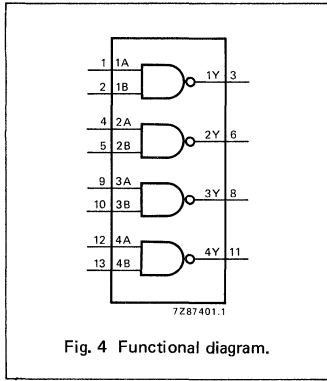 1 1A
1Y 3
2 1B
4 2A
2Y 6
5 2B
9 3A
3Y 8
10 3B
12 4A
4Y 11
13 4B
7Z87401.1
Fig. 4 Functional diagram.